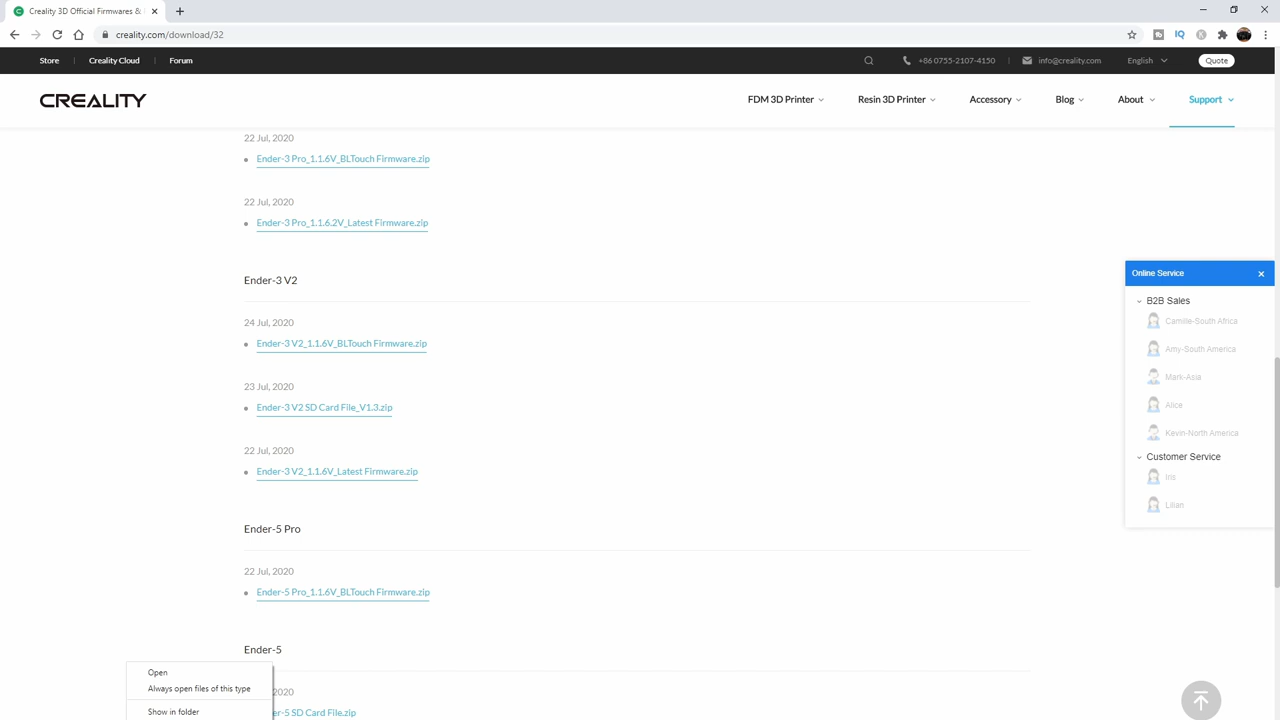 Creality 3D Official Firmwares &
creality.com/download/32
IQ
Store
Creality Cloud
Forum
+86 0755-2107-4150
info@creality.com
English
Quote
CREALITY
FDM 3D Printer
Resin 3D Printer
Accessory
Blog
About
Support
22 Jul, 2020
Ender-3 Pro_1.1.6V_BLTouch Firmware.zip
22 Jul, 2020
Ender-3 Pro_1.1.6.2V_Latest Firmware.zip
Ender-3 V2
24 Jul, 2020
Ender-3 V2_1.1.6V_BLTouch Firmware.zip
23 Jul, 2020
Ender-3 V2 SD Card File_V1.3.zip
22 Jul, 2020
Ender-3 V2_1.1.6V_Latest Firmware.zip
Ender-5 Pro
22 Jul, 2020
Ender-5 Pro_1.1.6V_BLTouch Firmware.zip
Ender-5
2020
er-5 SD Card File.zip
Open
Always open files of this type
Show in folder
Online Service
B2B Sales
Camille-South Africa
Amy-South America
Mark-Asia
Alice
Kevin-North America
Customer Service
Iris
Lilian